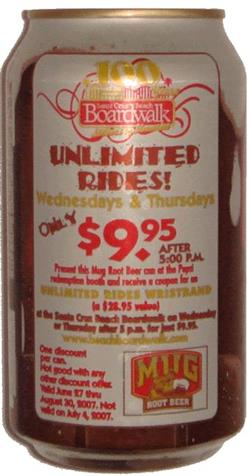 100
Santa Cruz Beach
Boardwalk
UNLIMITED
RIDES!
Wednesdays & Thursdays
ONLY
$9.95
AFTER
5:00 P.M.
Present this Mug Root Beer can at the Pepsi
redemption booth and receive a coupon for an
UNLIMITED RIDES WRISTBAND
(a $28.95 value)
at the Santa Cruz Beach Boardwalk on Wednesday
or Thursday after 5 p.m. for just $9.95.
www.beachboardwalk.com
One discount
per can.
Not good with any
other discount offer.
Valid June 27 thru
August 30, 2007. Not
valid on July 4, 2007.
MUG
ROOT BEER